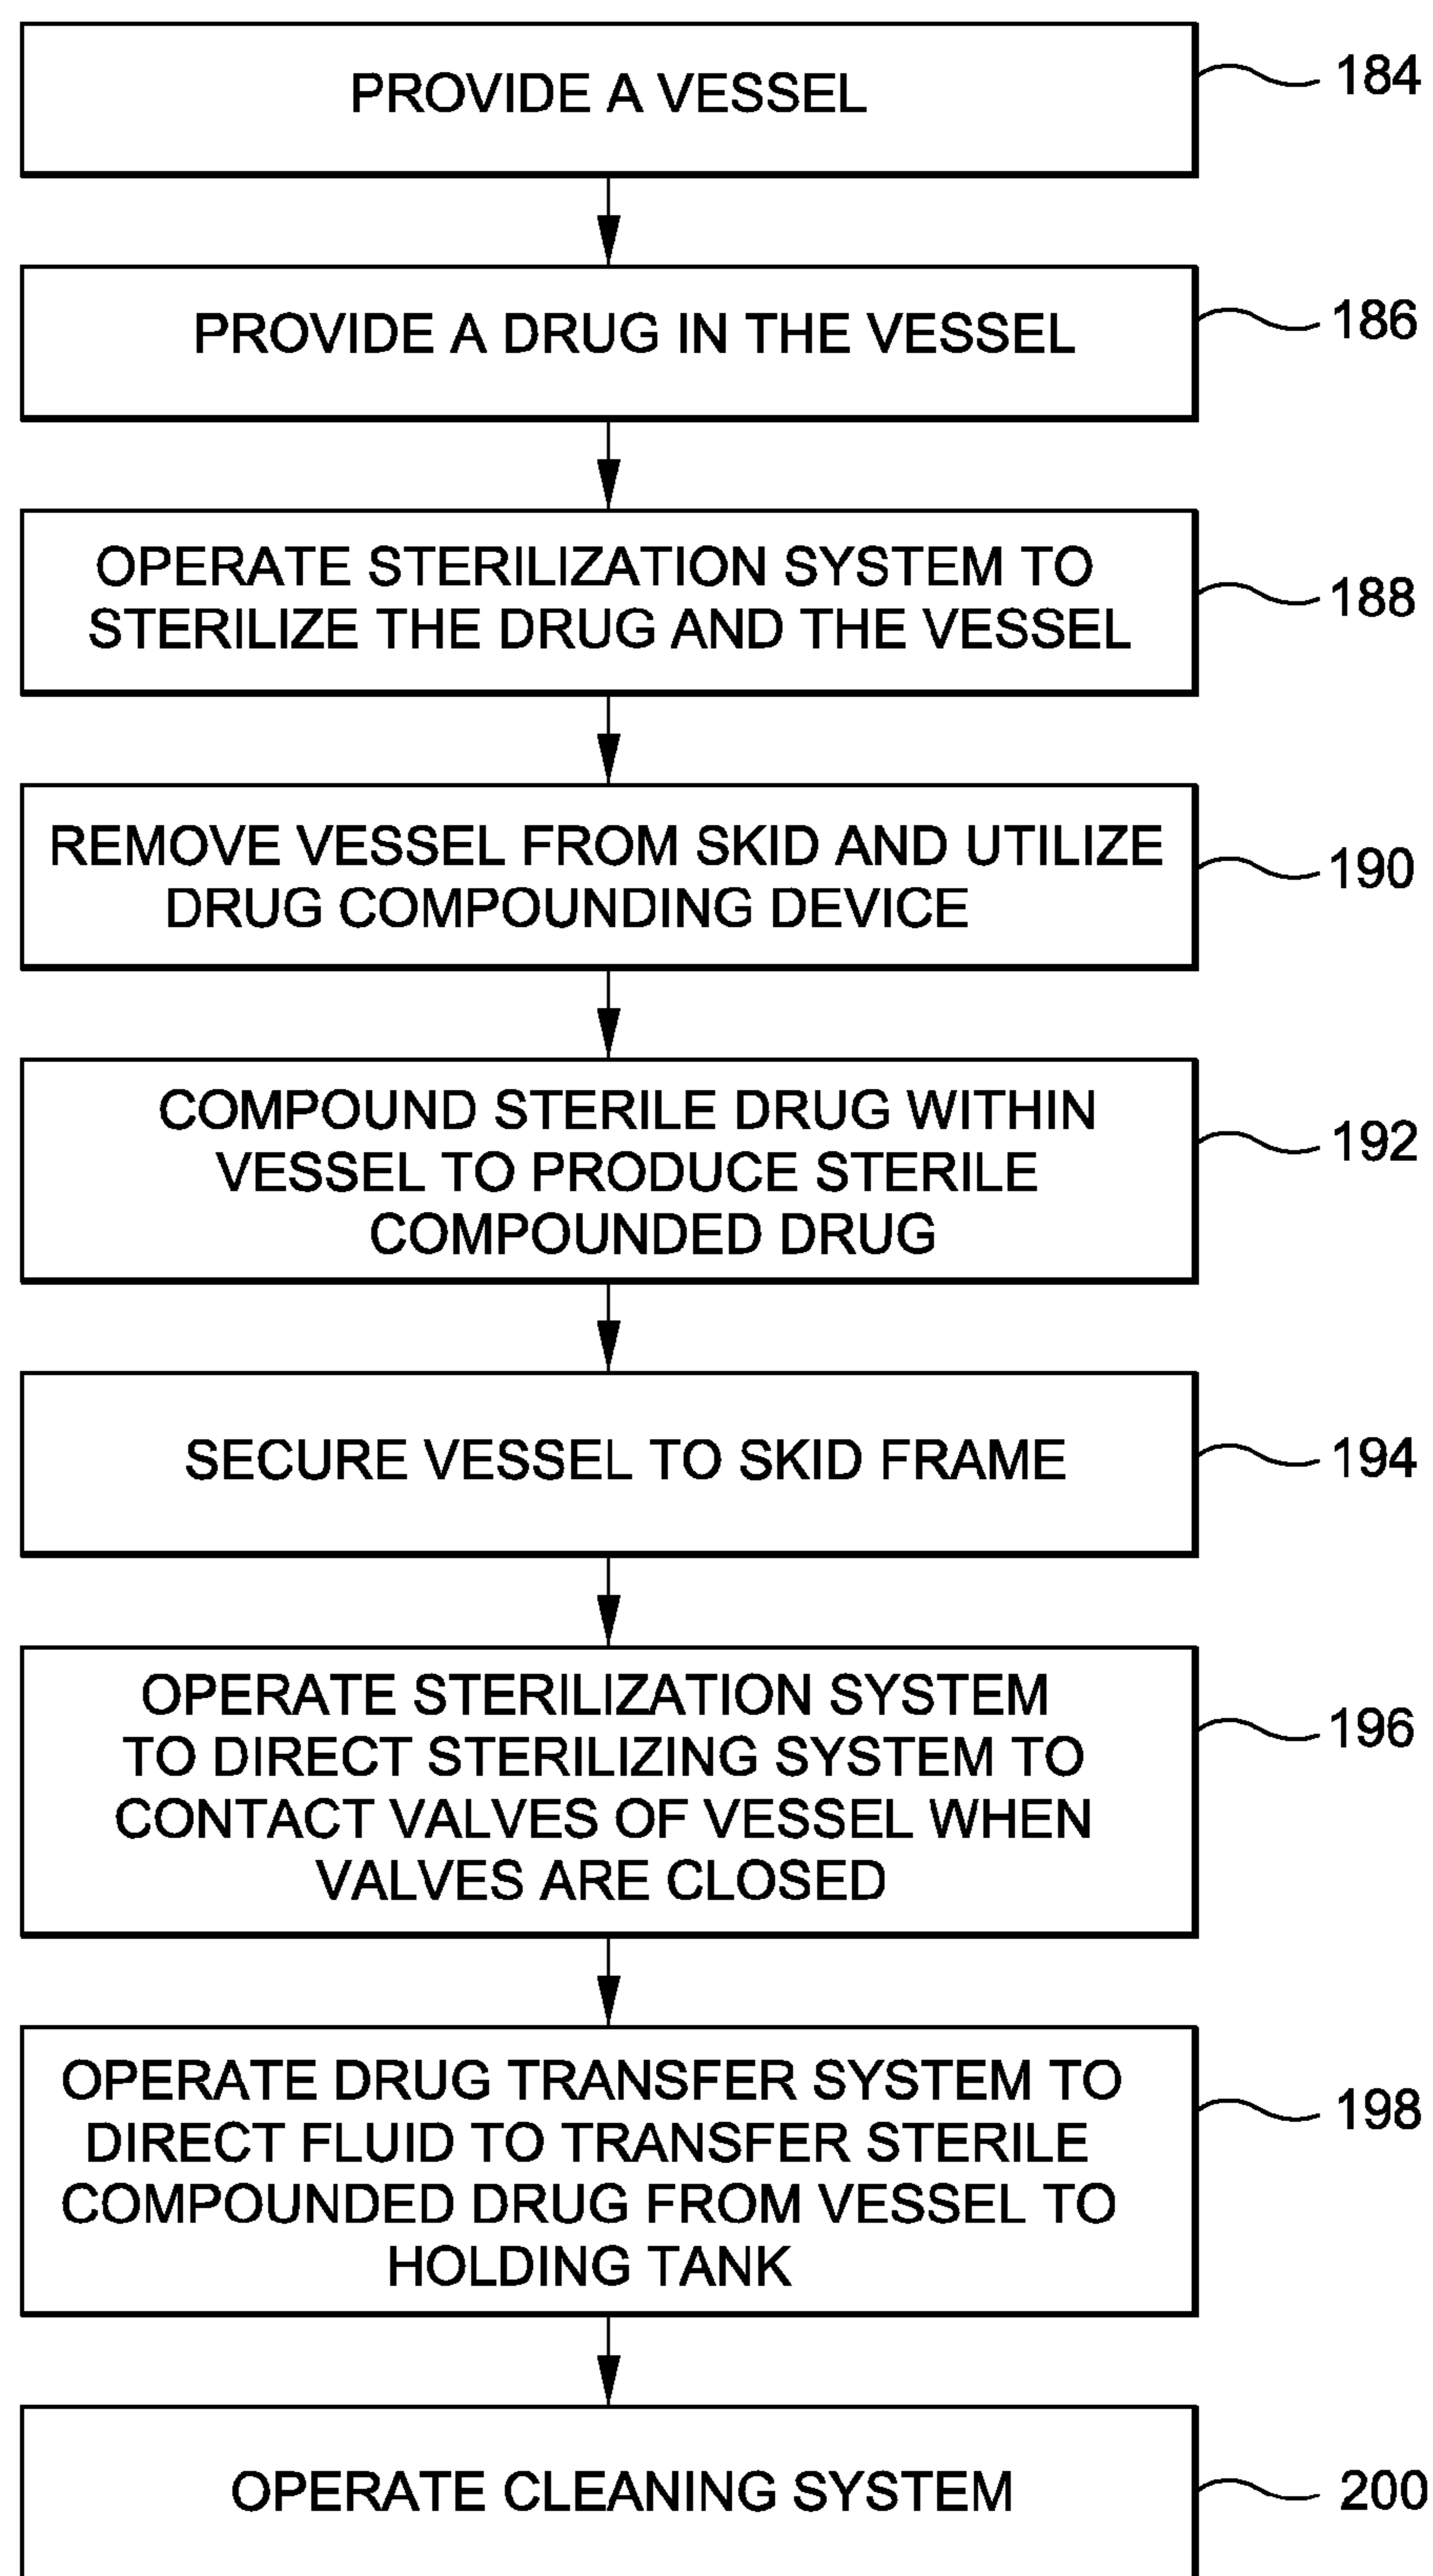 PROVIDE A VESSEL
184
PROVIDE A DRUG IN THE VESSEL
186
OPERATE STERILIZATION SYSTEM TO
STERILIZE THE DRUG AND THE VESSEL
188
REMOVE VESSEL FROM SKID AND UTILIZE
DRUG COMPOUNDING DEVICE
190
COMPOUND STERILE DRUG WITHIN
VESSEL TO PRODUCE STERILE
COMPOUNDED DRUG
192
SECURE VESSEL TO SKID FRAME
194
OPERATE STERILIZATION SYSTEM
TO DIRECT STERILIZING SYSTEM TO
CONTACT VALVES OF VESSEL WHEN
VALVES ARE CLOSED
196
OPERATE DRUG TRANSFER SYSTEM TO
DIRECT FLUID TO TRANSFER STERILE
COMPOUNDED DRUG FROM VESSEL TO
HOLDING TANK
198
OPERATE CLEANING SYSTEM
200